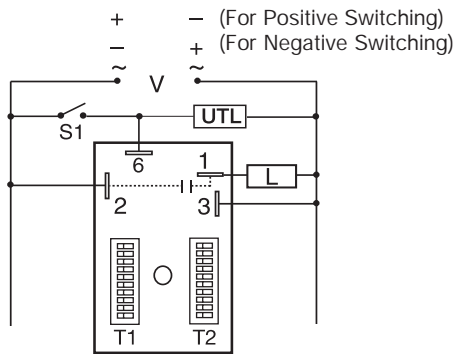 + − (For Positive Switching)
− + (For Negative Switching)
~ V ~
S1 UTL
6 1 L
2 3
T1 T2